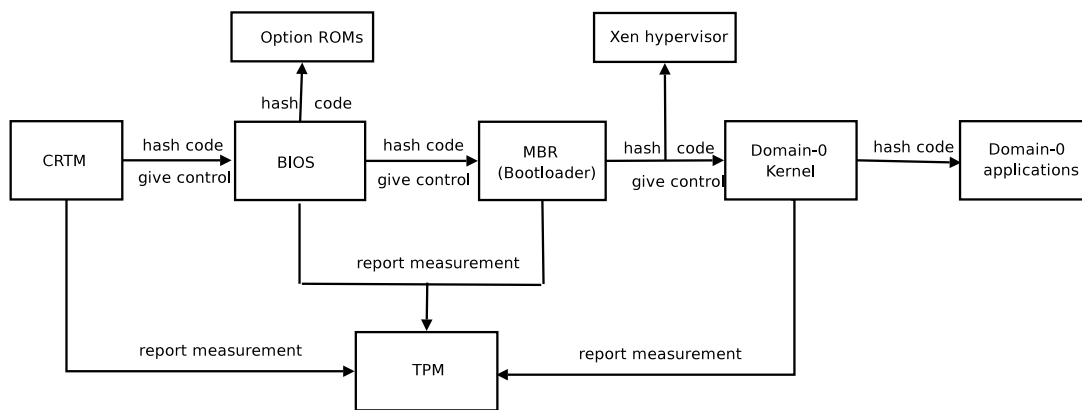 Option ROMs
Xen hypervisor
hash code
CRTM
hash code
give control
BIOS
hash code
give control
MBR
(Bootloader)
hash code
give control
Domain-0
Kernel
hash code
Domain-0
applications
report measurement
report measurement
TPM
report measurement